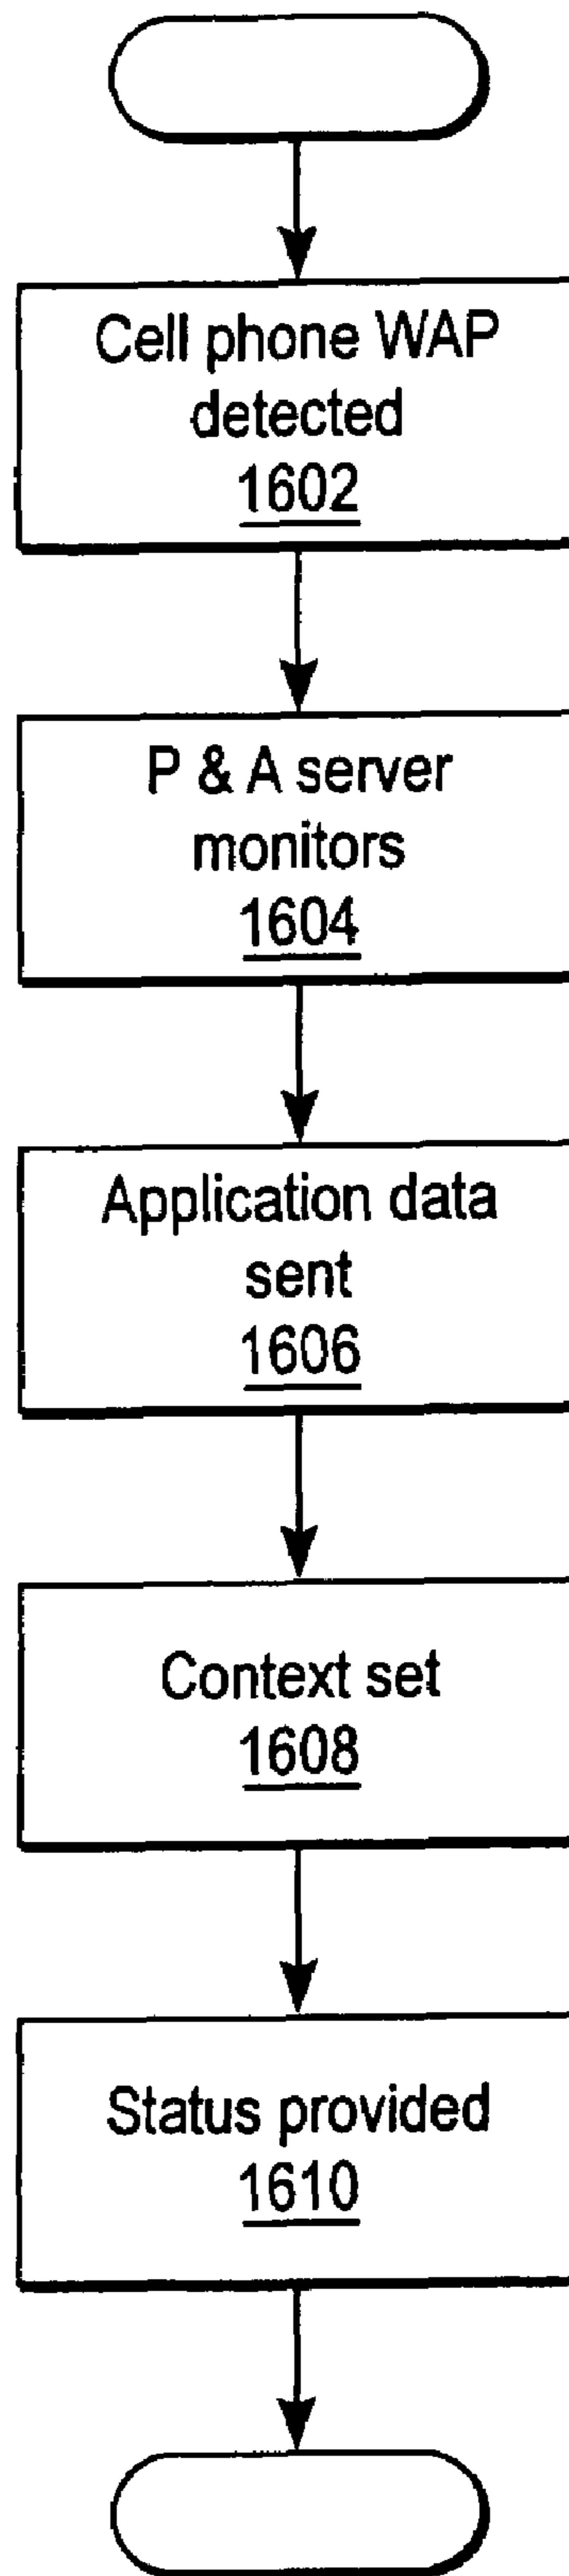 Cell phone WAP
detected
1602
P & A server
monitors
1604
Application data
sent
1606
Context set
1608
Status provided
1610